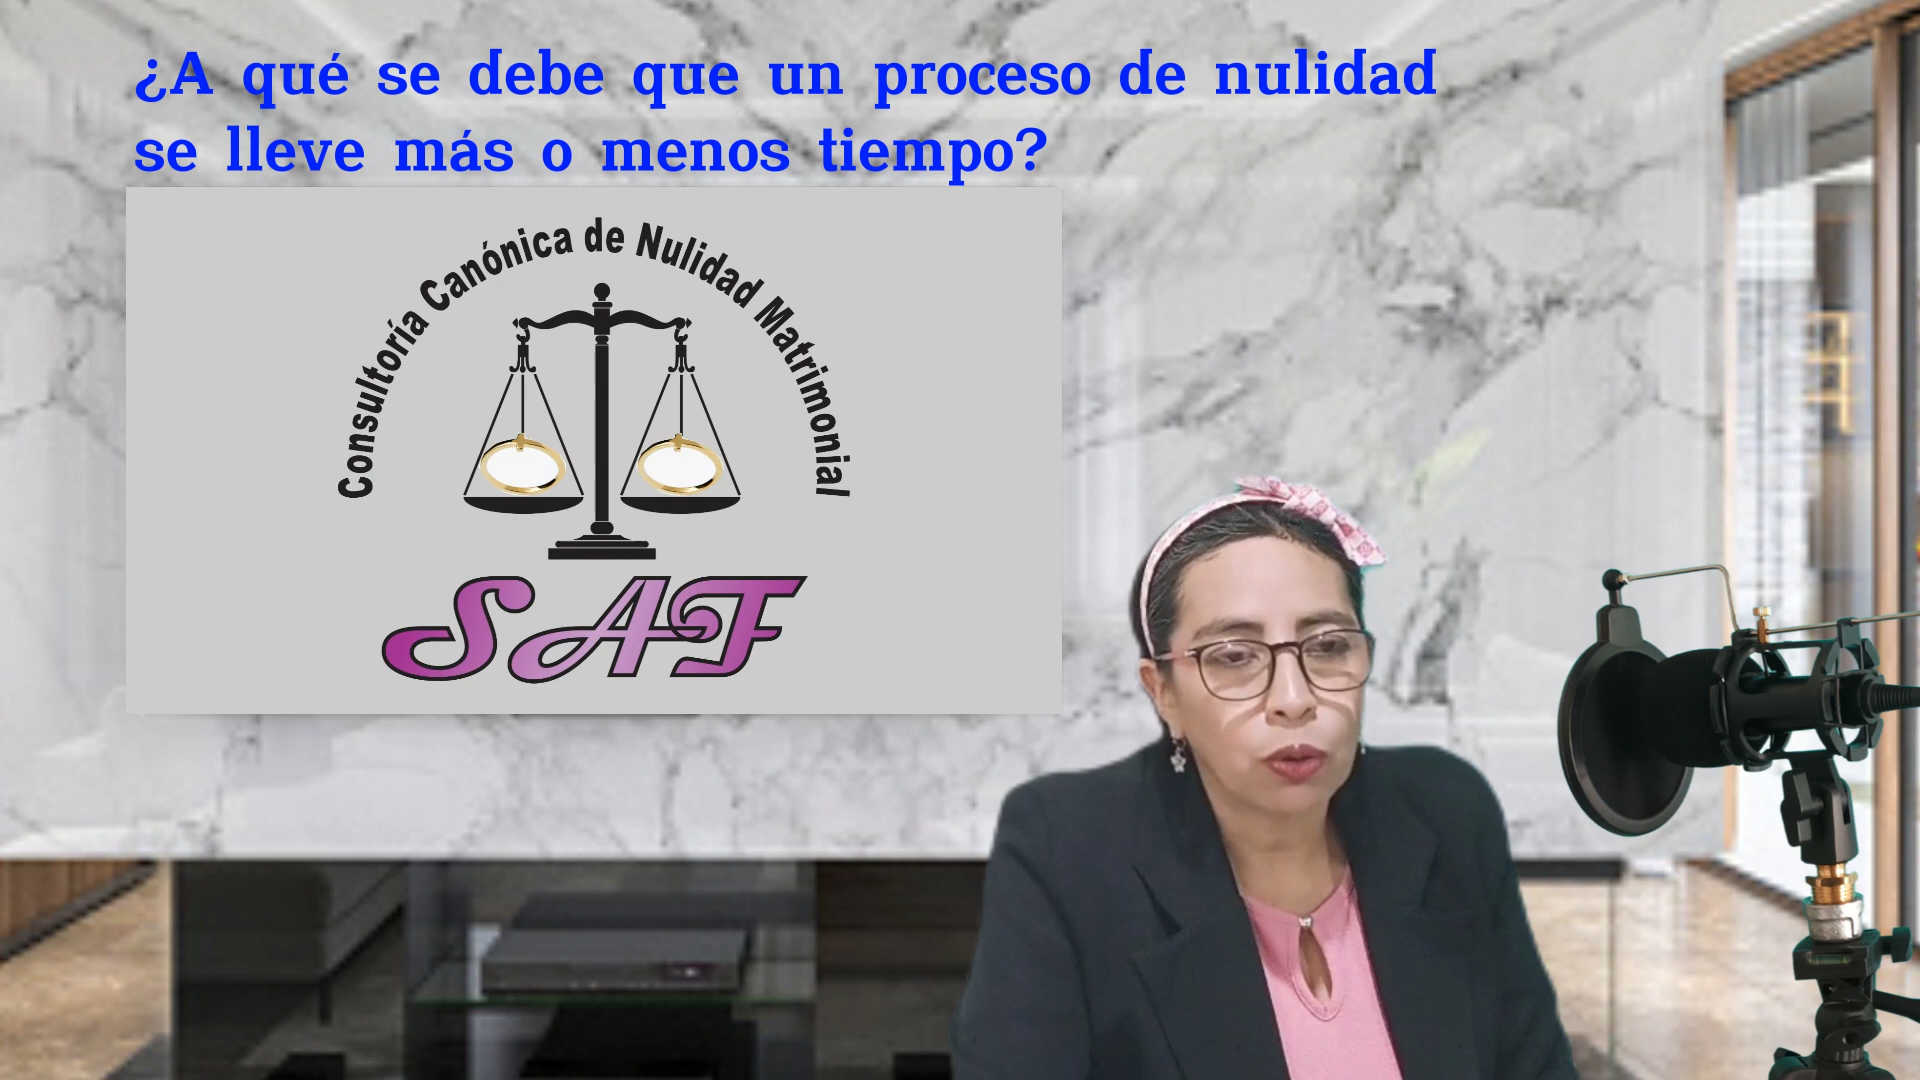 ¿A qué se debe que un proceso de nulidad
se lleve más o menos tiempo?
Consultoría Canónica de Nulidad Matrimonial
SAF